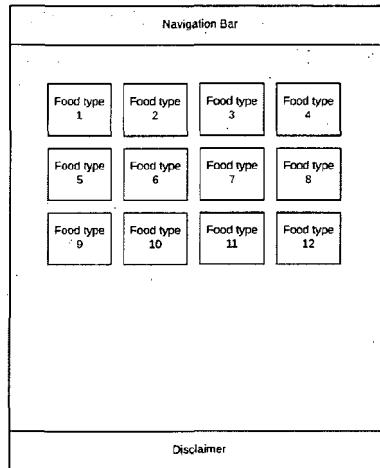 Navigation Bar
Food type
1
Food type
2
Food type
3
Food type
4
Food type
5
Food type
6
Food type
7
Food type
8
Food type
9
Food type
10
Food type
11
Food type
12
Disclaimer